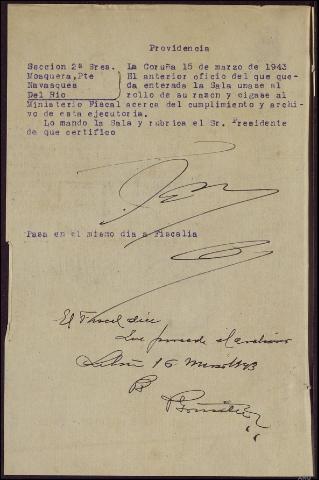 Providencia
Seccion 2ª Sres. La Coruña 15 de marzo de 1943
Mosquera, Pte El anterior oficio del que que-
Navasques da enterada la Sala unase al
Del Rio rollo de su razon y oigase al
Ministerio Fiscal acerca del cumplimiento y archi-
vo de esta ejecutoria.
Lo mando la Sala y rubrica el Sr. Presidente
de que certifico
Pasa en el mismo dia a Fiscalia
El Fiscal dice
Que procede el archivo
16 Marzo 1943